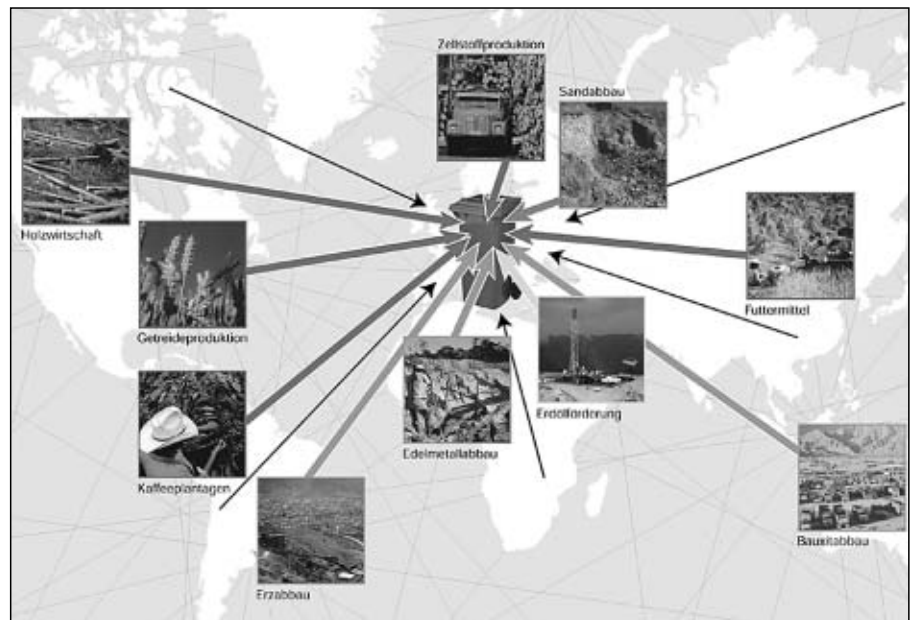 Zellstoffproduktion
Sandabbau
Holzwirtschaft
Futtermittel
Getreideproduktion
Erdölförderung
Edelmetallabbau
Kaffeeplantagen
Bauxitabbau
Erzabbau